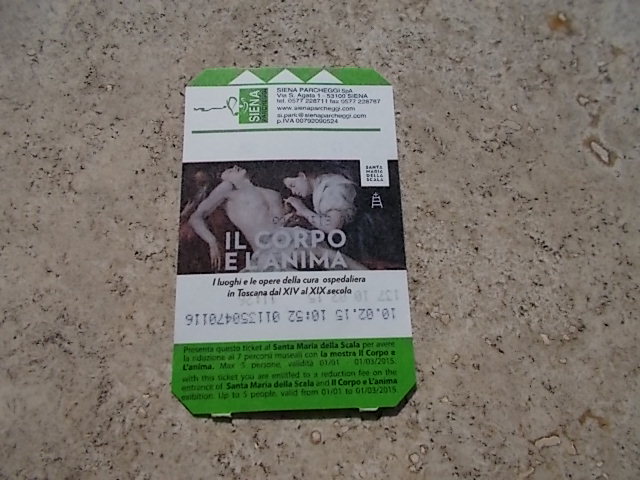 SIENA
SIENA PARCHEGGI SpA
Via S. Agata 1 - 53100 SIENA
tel. 0577 228711 fax 0577 228787
www.sienaparcheggi.com
si.park@sienaparcheggi.com
p.IVA 00792090524
SANTA
MARIA
DELLA
SCALA
IL CORPO
E L'ANIMA
I luoghi e le opere della cura ospedaliera
in Toscana dal XIV al XIX secolo
10.02.15 10:52 011350470116
Presenta questo ticket al Santa Maria della Scala per avere
la riduzione ai 7 percorsi museali con la mostra Il Corpo e
L'anima. Max 5 persone, validità 01/01 - 01/03/2015.
with this ticket you are entitled to a reduction fee on the
entrance of Santa Maria della Scala and Il Corpo e L'anima
exibition. Up to 5 people, valid from 01/01 to 01/03/2015